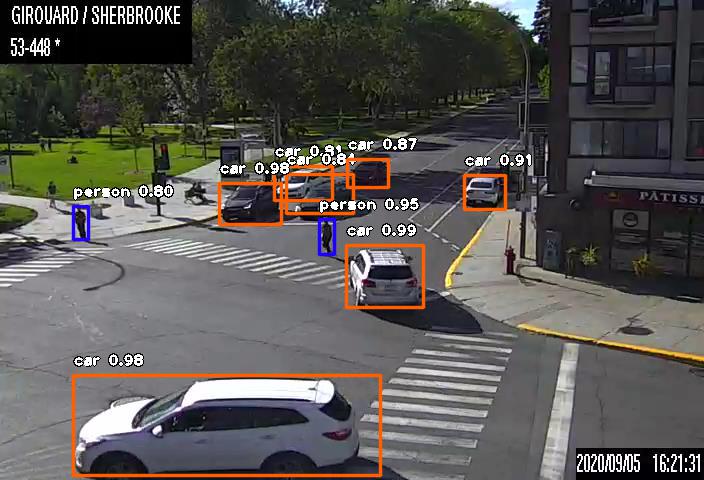 GIROUARD / SHERBROOKE
53-448 *
car 0.87
car 0.98
car 0.91
person 0.80
person 0.95
car 0.99
PÂTISS
car 0.98
2020/09/05 16:21:31